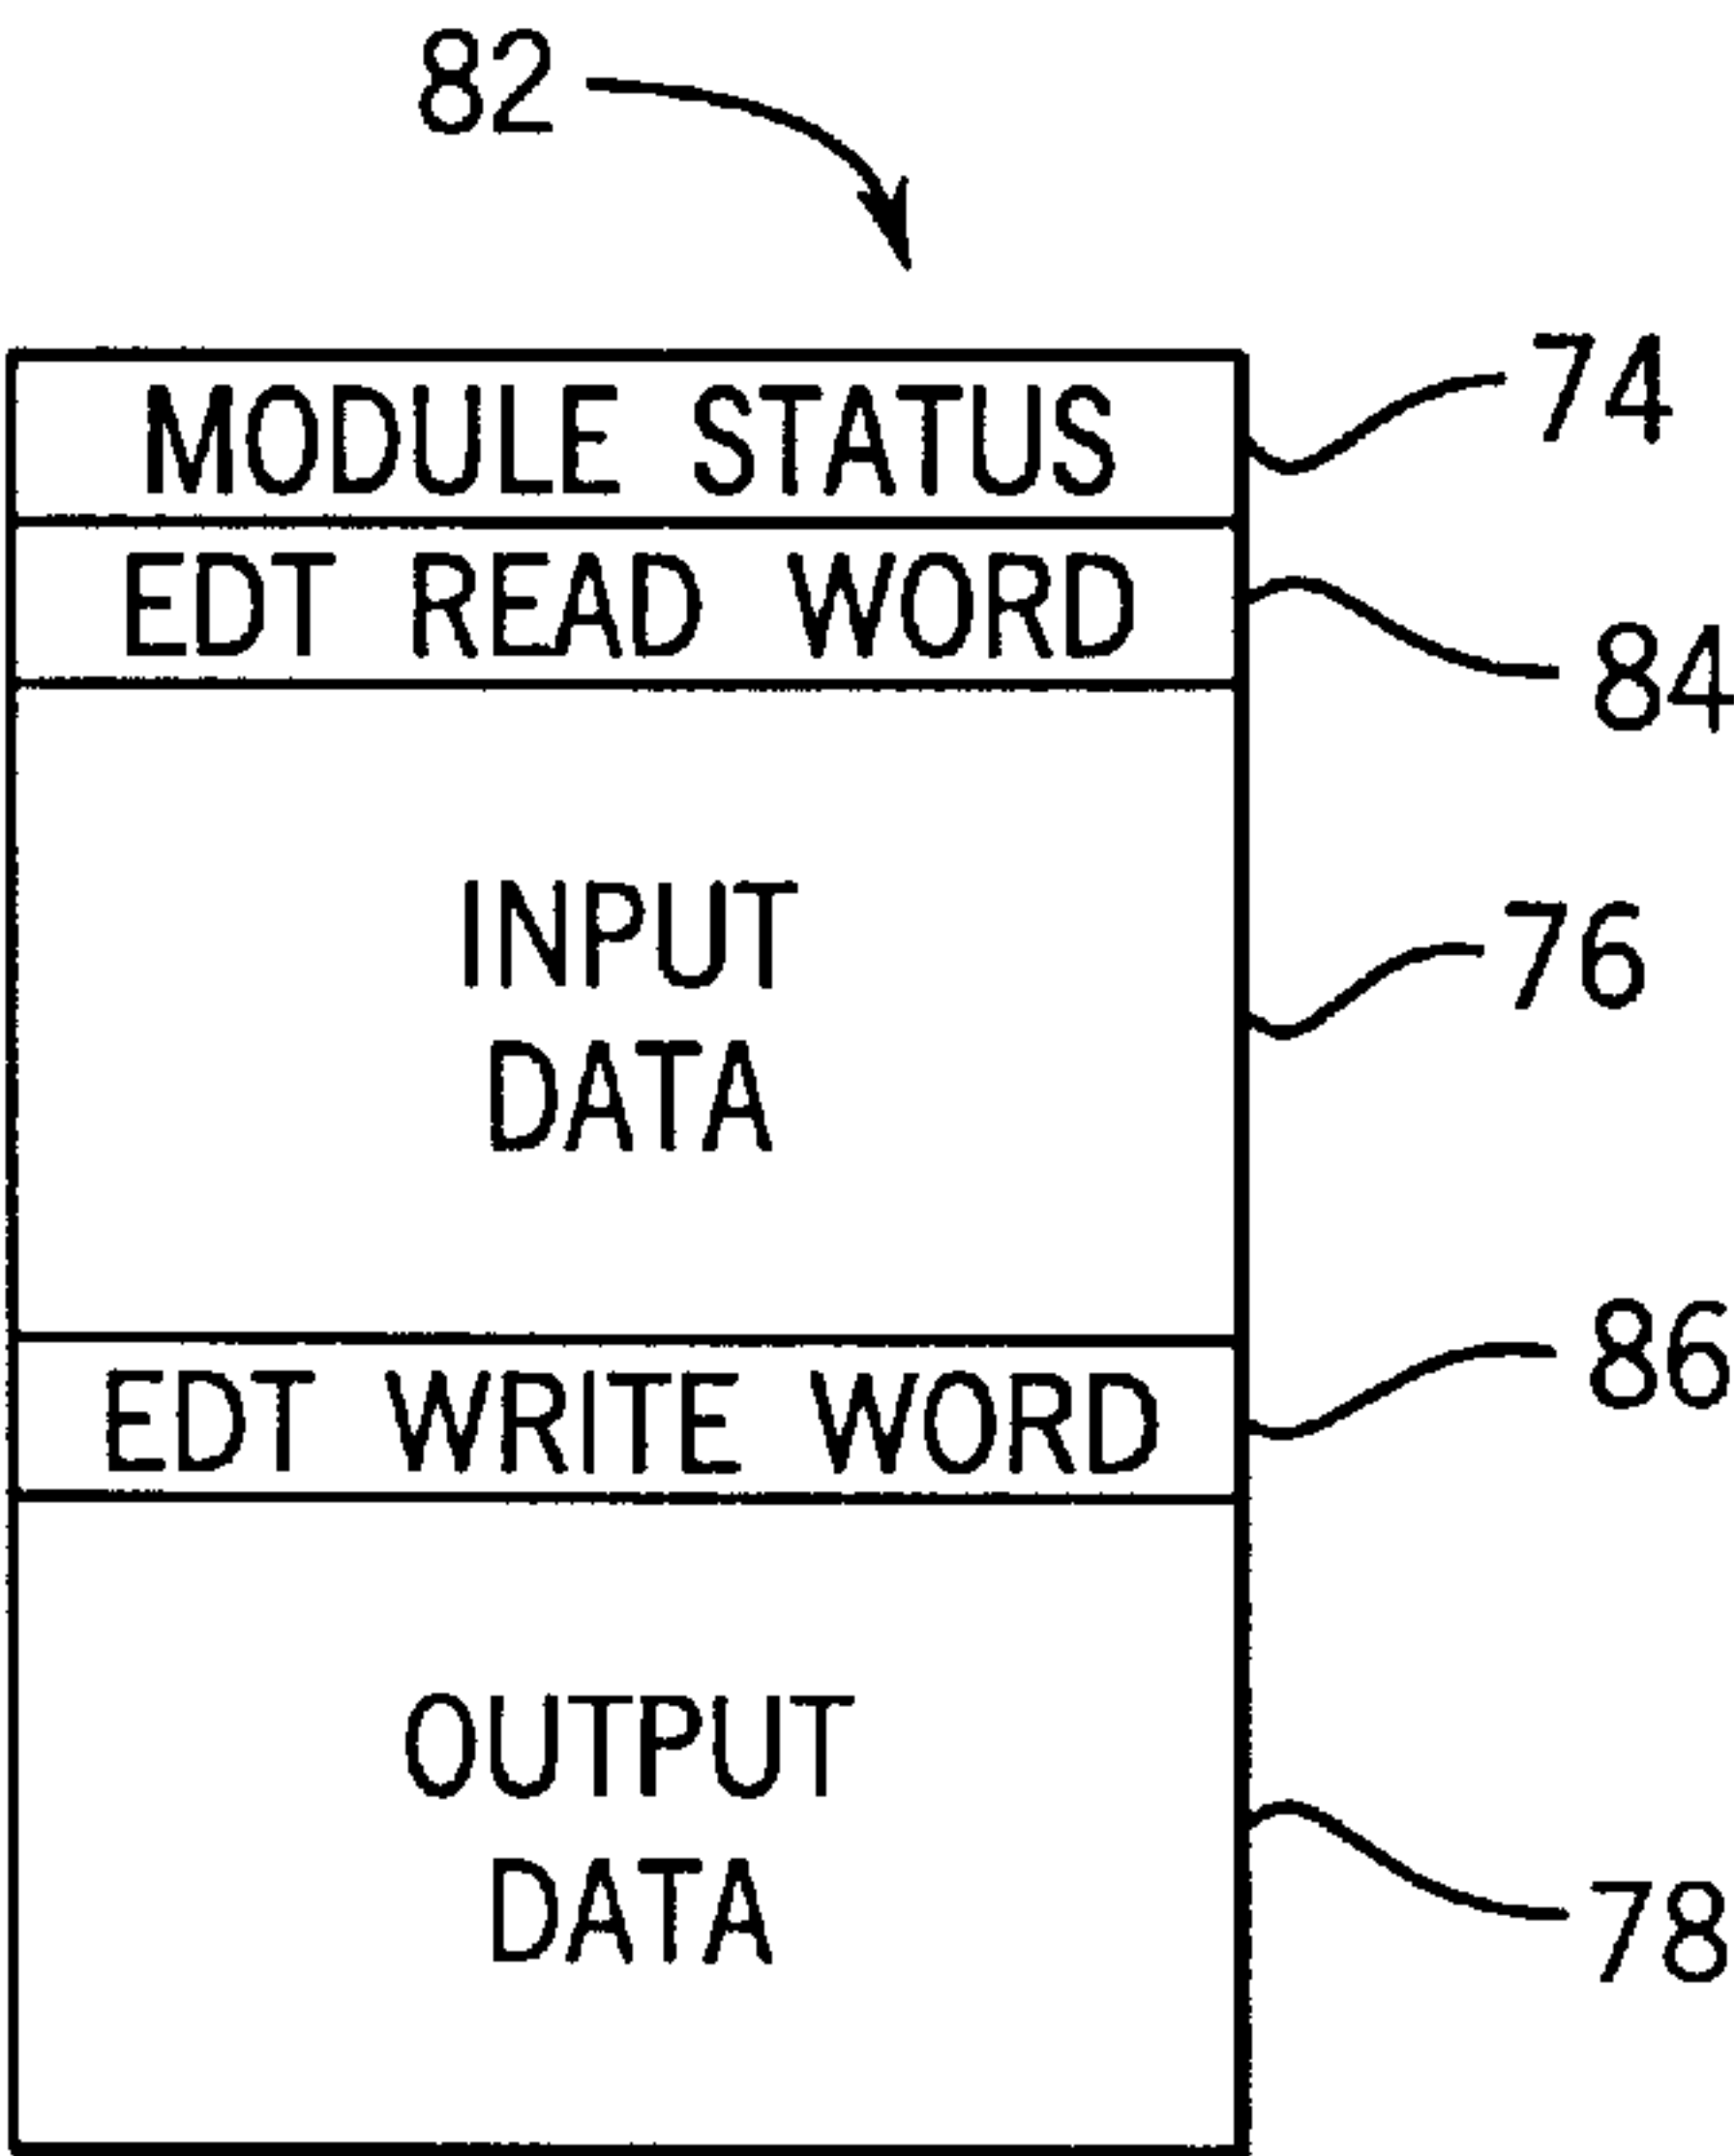 82
MODULE STATUS
74
EDT READ WORD
84
INPUT
DATA
76
EDT WRITE WORD
86
OUTPUT
DATA
78